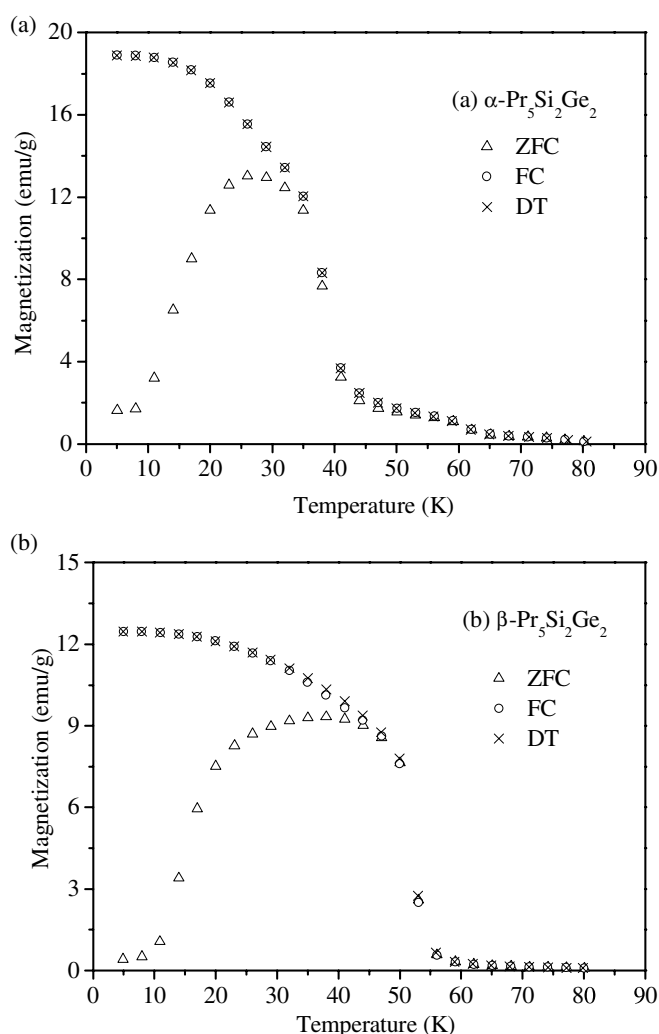 (a)
20
16
12
8
4
0
Magnetization (emu/g)
(a) α-Pr₅Si₂Ge₂
ZFC
FC
DT
0 10 20 30 40 50 60 70 80 90
Temperature (K)
(b)
15
12
9
6
3
0
Magnetization (emu/g)
(b) β-Pr₅Si₂Ge₂
ZFC
FC
DT
0 10 20 30 40 50 60 70 80 90
Temperature (K)